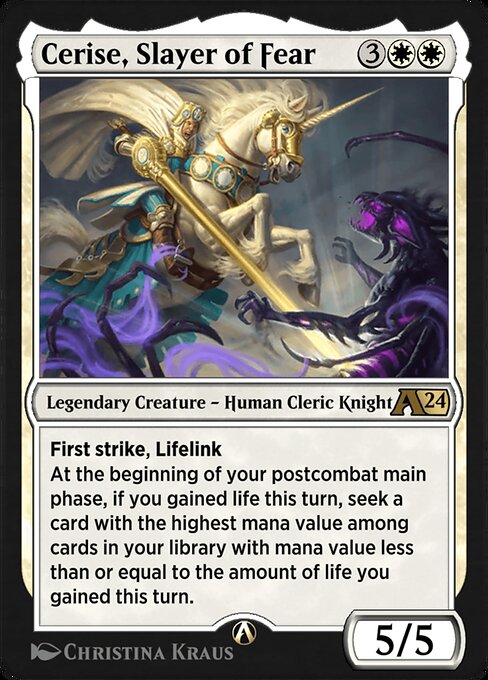 Cerise, Slayer of Fear 3
Legendary Creature – Human Cleric Knight A24
First strike, Lifelink
At the beginning of your postcombat main
phase, if you gained life this turn, seek a
card with the highest mana value among
cards in your library with mana value less
than or equal to the amount of life you
gained this turn.
5/5
Christina Kraus